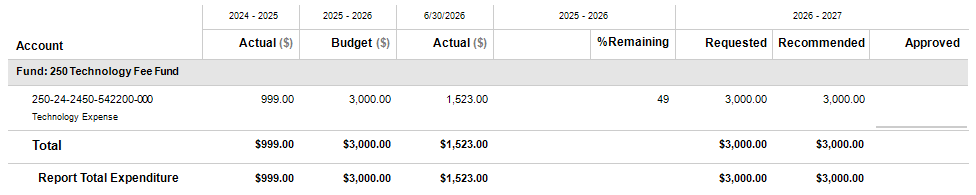 2024 - 2025 2025 - 2026 6/30/2026 2025 - 2026 2026 - 2027
Account Actual ($) Budget ($) Actual ($) %Remaining Requested Recommended Approved
Fund: 250 Technology Fee Fund
250-24-2450-542200-000 999.00 3,000.00 1,523.00 49 3,000.00 3,000.00
Technology Expense
Total $999.00 $3,000.00 $1,523.00 $3,000.00 $3,000.00
Report Total Expenditure $999.00 $3,000.00 $1,523.00 $3,000.00 $3,000.00